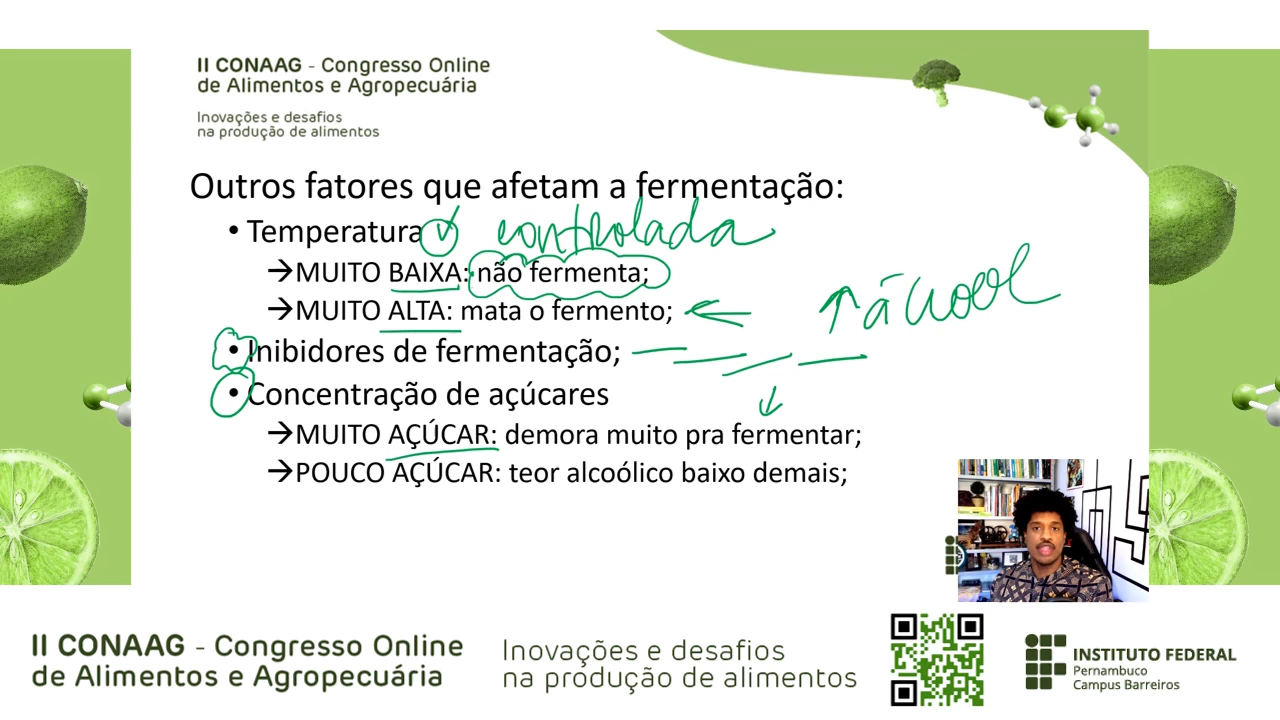 II CONAAG - Congresso Online
de Alimentos e Agropecuária
Inovações e desafios
na produção de alimentos
Outros fatores que afetam a fermentação:
• Temperatura controlada
→MUITO BAIXA: não fermenta;
→MUITO ALTA: mata o fermento; ↑álcool
• Inibidores de fermentação;
• Concentração de açúcares
→MUITO AÇÚCAR: demora muito pra fermentar;
→POUCO AÇÚCAR: teor alcoólico baixo demais;
II CONAAG - Congresso Online
de Alimentos e Agropecuária
Inovações e desafios
na produção de alimentos
INSTITUTO FEDERAL
Pernambuco
Campus Barreiros